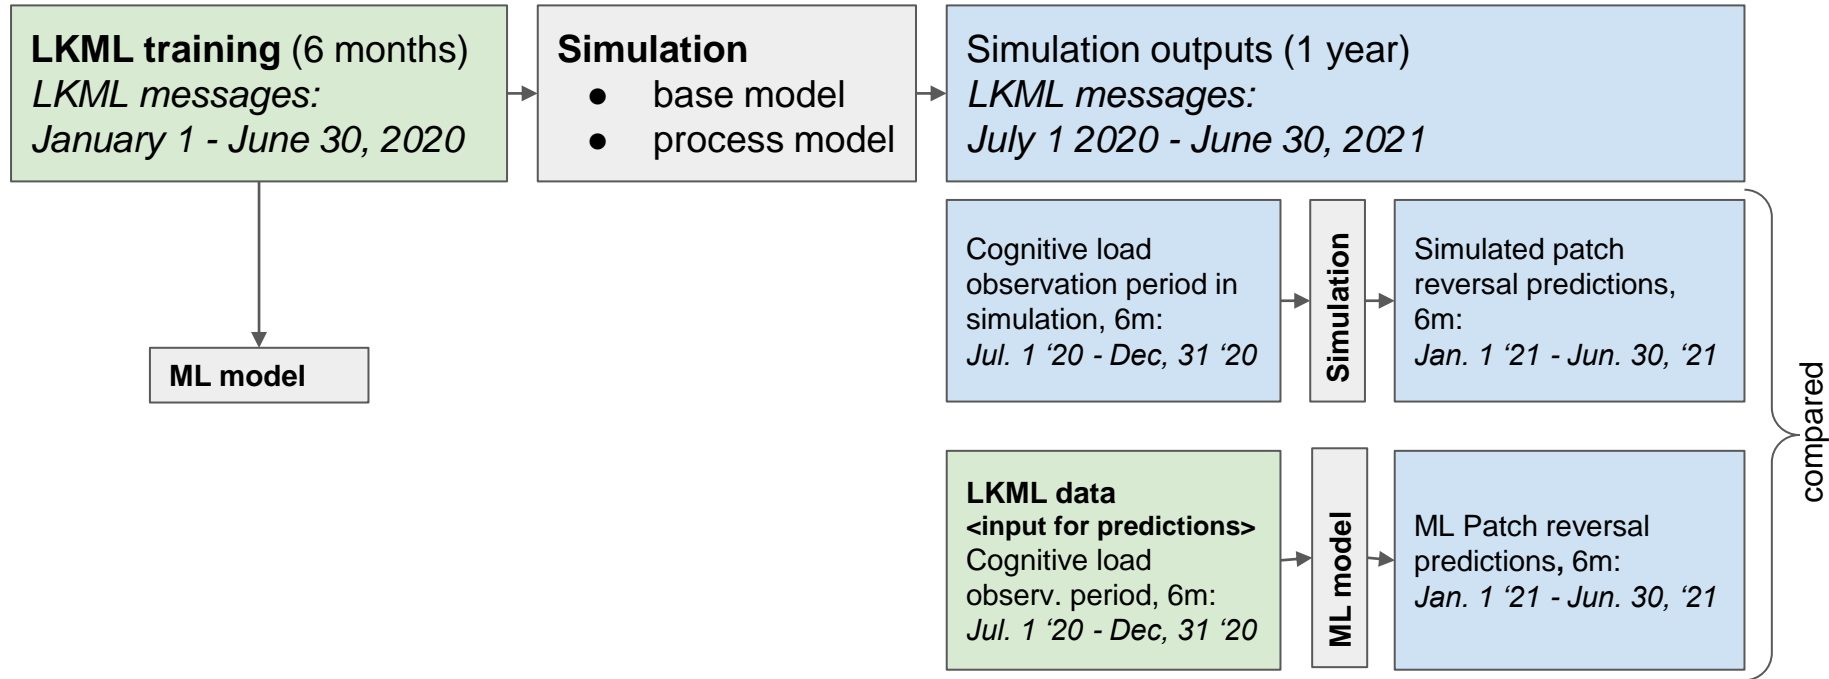 LKML training (6 months)
LKML messages:
January 1 - June 30, 2020
Simulation
● base model
● process model
Simulation outputs (1 year)
LKML messages:
July 1 2020 - June 30, 2021
ML model
Cognitive load
observation period in
simulation, 6m:
Jul. 1 ‘20 - Dec, 31 ‘20
Simulation
Simulated patch
reversal predictions,
6m:
Jan. 1 ‘21 - Jun. 30, ‘21
LKML data
<input for predictions>
Cognitive load
observ. period, 6m:
Jul. 1 ‘20 - Dec, 31 ‘20
ML model
ML Patch reversal
predictions, 6m:
Jan. 1 ‘21 - Jun. 30, ‘21
compared